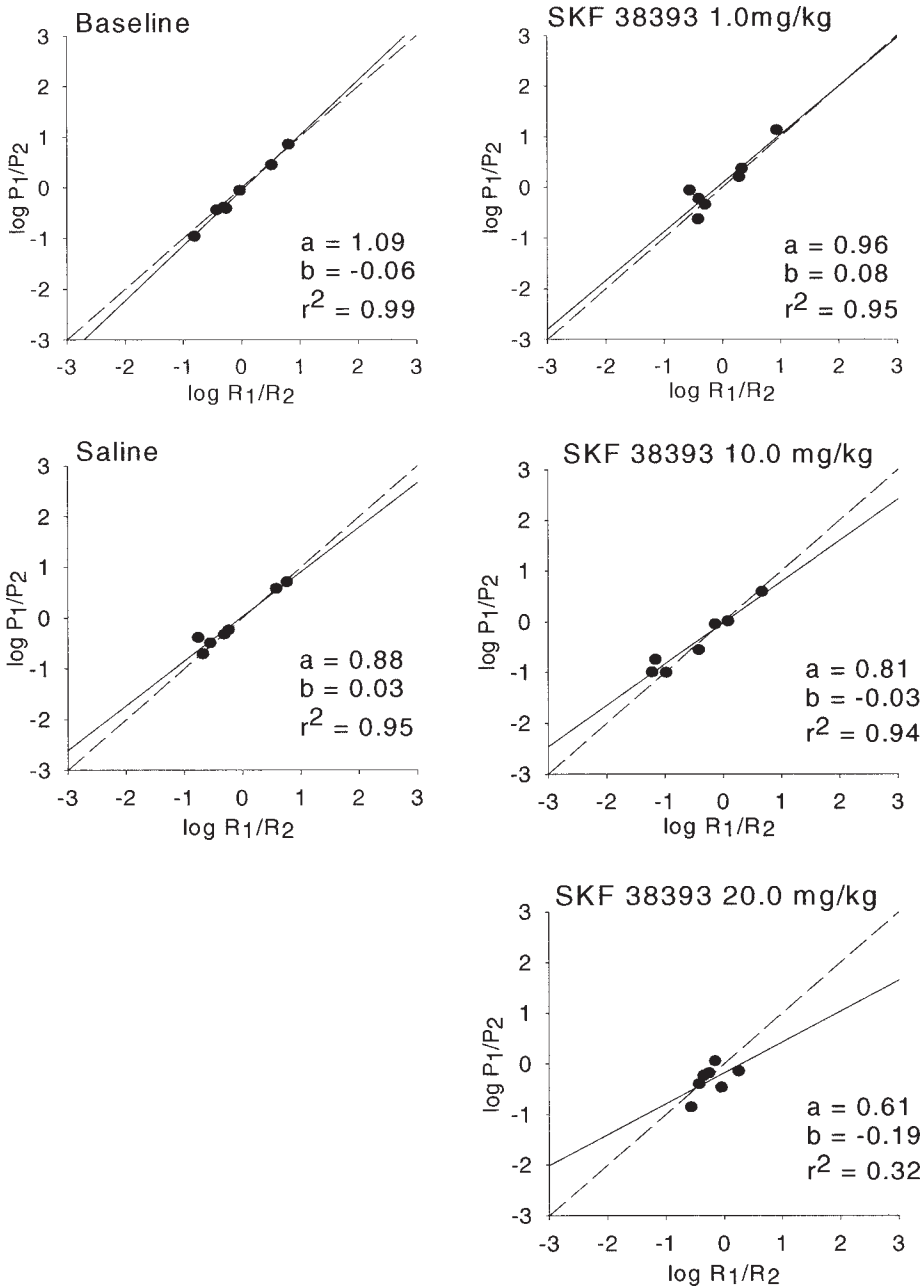 Baseline
3
2
1
0
-1
-2
-3
log P1/P2
a = 1.09
b = -0.06
r2 = 0.99
-3 -2 -1 0 1 2 3
log R1/R2
SKF 38393 1.0mg/kg
3
2
1
0
-1
-2
-3
log P1/P2
a = 0.96
b = 0.08
r2 = 0.95
-3 -2 -1 0 1 2 3
log R1/R2
Saline
3
2
1
0
-1
-2
-3
log P1/P2
a = 0.88
b = 0.03
r2 = 0.95
-3 -2 -1 0 1 2 3
log R1/R2
SKF 38393 10.0 mg/kg
3
2
1
0
-1
-2
-3
log P1/P2
a = 0.81
b = -0.03
r2 = 0.94
-3 -2 -1 0 1 2 3
log R1/R2
SKF 38393 20.0 mg/kg
3
2
1
0
-1
-2
-3
log P1/P2
a = 0.61
b = -0.19
r2 = 0.32
-3 -2 -1 0 1 2 3
log R1/R2